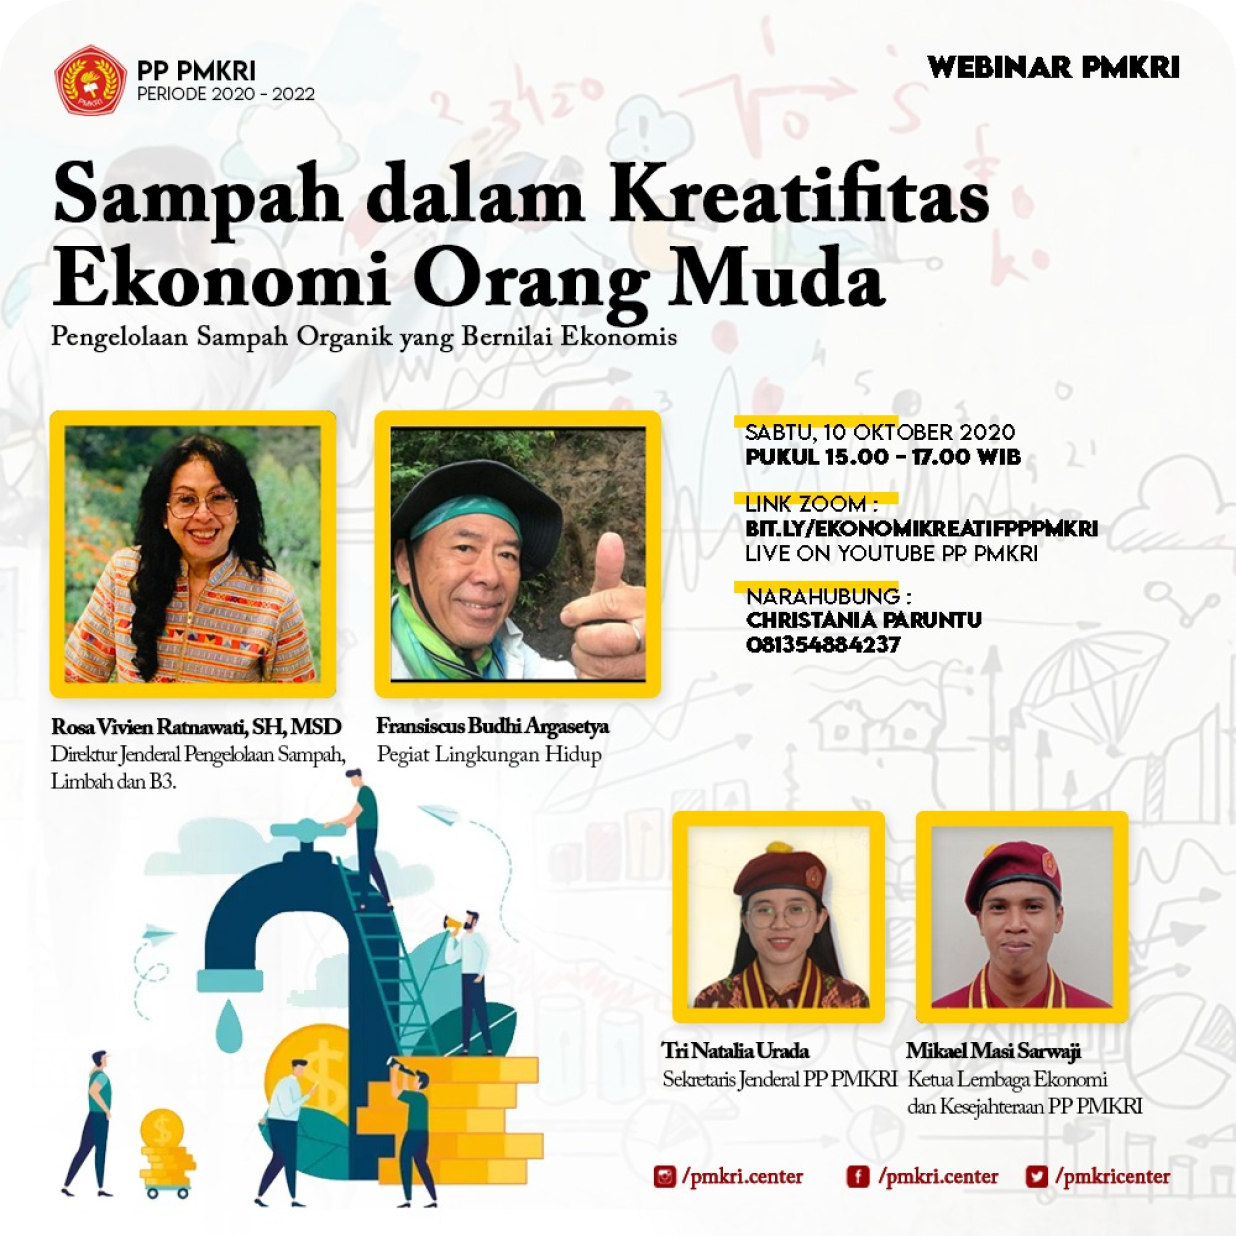 PMKRI
PP PMKRI
PERIODE 2020 - 2022
WEBINAR PMKRI
Sampah dalam Kreatifitas
Ekonomi Orang Muda
Pengelolaan Sampah Organik yang Bernilai Ekonomis
SABTU, 10 OKTOBER 2020
PUKUL 15.00 - 17.00 WIB
LINK ZOOM :
BIT.LY/EKONOMIKREATIFPPPMKRI
LIVE ON YOUTUBE PP PMKRI
NARAHUBUNG :
CHRISTANIA PARUNTU
081354884237
Rosa Vivien Ratnawati, SH, MSD
Direktur Jenderal Pengelolaan Sampah,
Limbah dan B3.
Fransiscus Budhi Argasetya
Pegiat Lingkungan Hidup
Tri Natalia Urada
Sekretaris Jenderal PP PMKRI
Mikael Masi Sarwaji
Ketua Lembaga Ekonomi
dan Kesejahteraan PP PMKRI
/pmkri.center
/pmkri.center
/pmkricenter